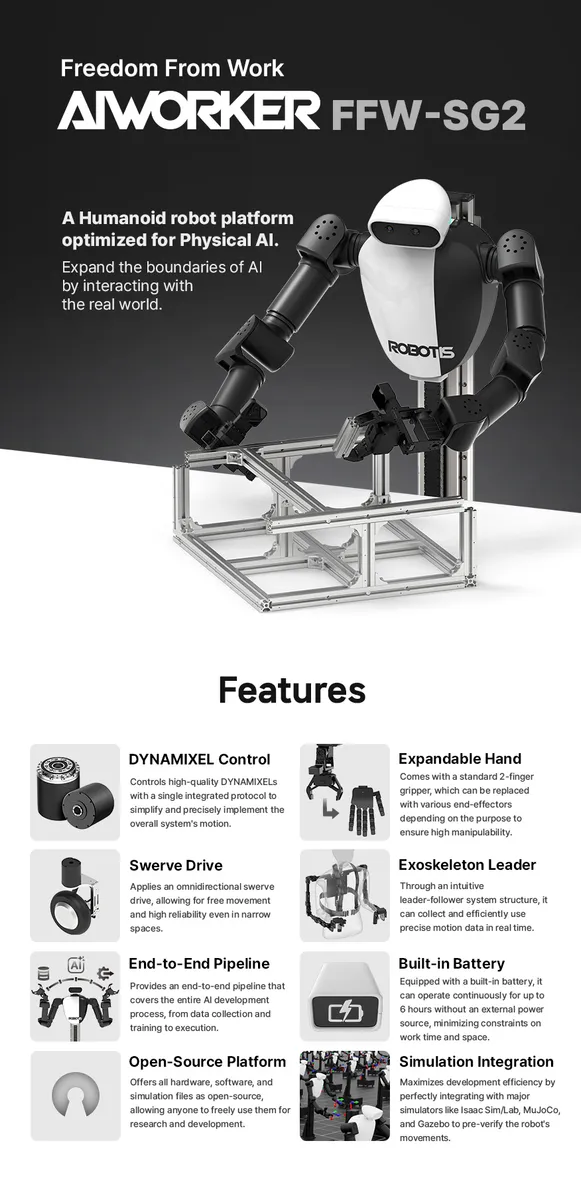 Freedom From Work
AIWORKER FFW-SG2
A Humanoid robot platform
optimized for Physical AI.
Expand the boundaries of AI
by interacting with
the real world.
ROBOTIS
Features
DYNAMIXEL Control
Controls high-quality DYNAMIXELs
with a single integrated protocol to
simplify and precisely implement the
overall system's motion.
Expandable Hand
Comes with a standard 2-finger
gripper, which can be replaced
with various end-effectors
depending on the purpose to
ensure high manipulability.
Swerve Drive
Applies an omnidirectional swerve
drive, allowing for free movement
and high reliability even in narrow
spaces.
Exoskeleton Leader
Through an intuitive
leader-follower system structure, it
can collect and efficiently use
precise motion data in real time.
AI
End-to-End Pipeline
Provides an end-to-end pipeline that
covers the entire AI development
process, from data collection and
training to execution.
Built-in Battery
Equipped with a built-in battery, it
can operate continuously for up to
6 hours without an external power
source, minimizing constraints on
work time and space.
Open-Source Platform
Offers all hardware, software, and
simulation files as open-source,
allowing anyone to freely use them for
research and development.
Simulation Integration
Maximizes development efficiency by
perfectly integrating with major
simulators like Isaac Sim/Lab, MuJoCo,
and Gazebo to pre-verify the robot's
movements.